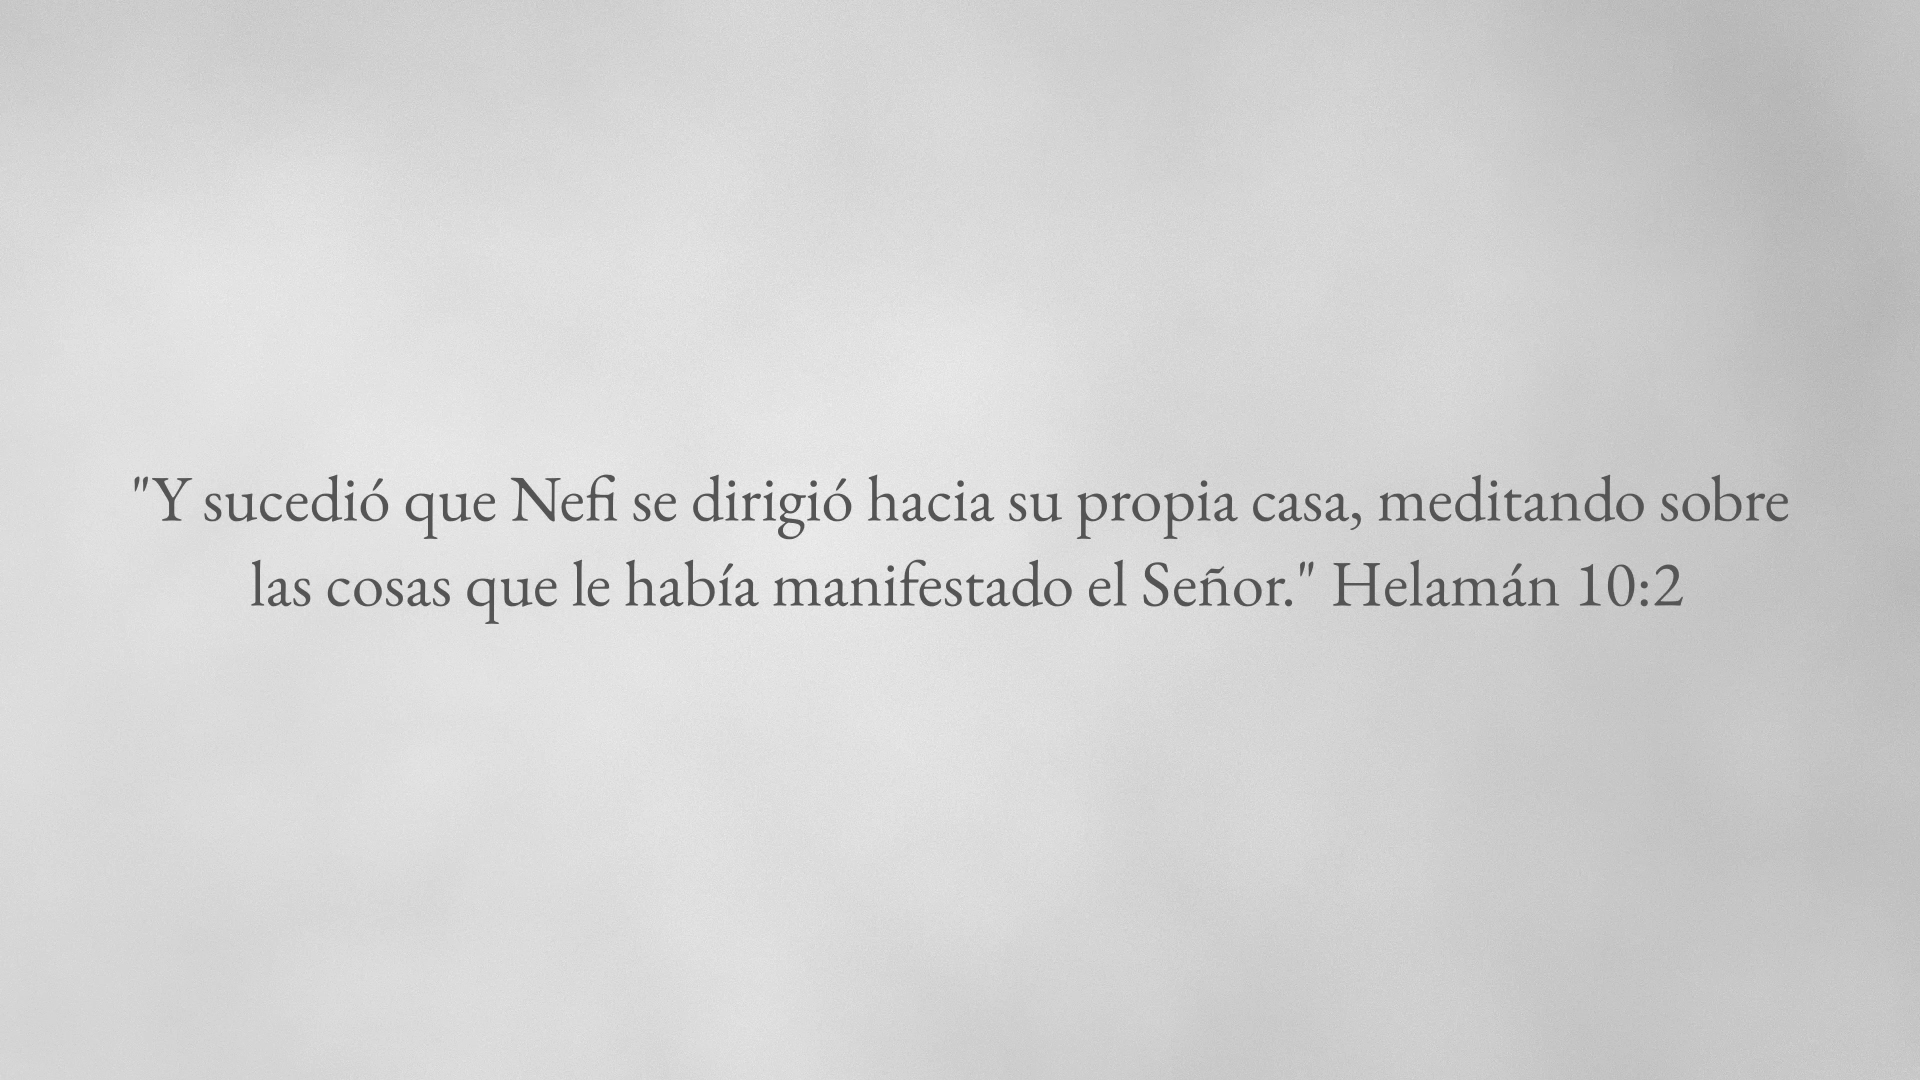 "Y sucedió que Nefi se dirigió hacia su propia casa, meditando sobre
las cosas que le había manifestado el Señor." Helamán 10:2